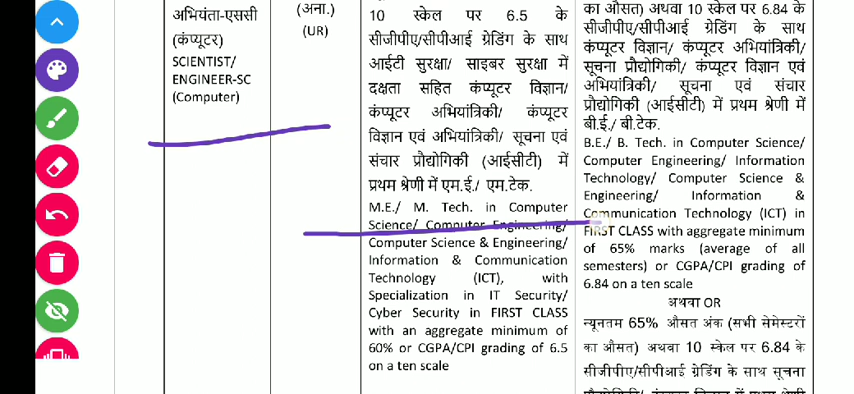 अभियंता-एससी
(कंप्यूटर)
SCIENTIST/
ENGINEER-SC
(Computer)
(अना.)
(UR)
10 स्केल पर 6.5 के
सीजीपीए/सीपीआई ग्रेडिंग के साथ
आईटी सुरक्षा/ साइबर सुरक्षा में
दक्षता सहित कंप्यूटर विज्ञान/
कंप्यूटर अभियांत्रिकी/ कंप्यूटर
विज्ञान एवं अभियांत्रिकी/ सूचना एवं
संचार प्रौद्योगिकी (आईसीटी) में
प्रथम श्रेणी में एम.ई./ एम.टेक.
M.E./ M. Tech. in Computer
Science/ Computer Engineering/
Computer Science & Engineering/
Information & Communication
Technology (ICT), with
Specialization in IT Security/
Cyber Security in FIRST CLASS
with an aggregate minimum of
60% or CGPA/CPI grading of 6.5
on a ten scale
का औसत) अथवा 10 स्केल पर 6.84 के
सीजीपीए/सीपीआई ग्रेडिंग के साथ
कंप्यूटर विज्ञान/ कंप्यूटर अभियांत्रिकी/
सूचना प्रौद्योगिकी/ कंप्यूटर विज्ञान एवं
अभियांत्रिकी/ सूचना एवं संचार
प्रौद्योगिकी (आईसीटी) में प्रथम श्रेणी में
बी.ई./ बी.टेक.
B.E./ B. Tech. in Computer Science/
Computer Engineering/ Information
Technology/ Computer Science &
Engineering/ Information &
Communication Technology (ICT) in
FIRST CLASS with aggregate minimum
of 65% marks (average of all
semesters) or CGPA/CPI grading of
6.84 on a ten scale
अथवा OR
न्यूनतम 65% औसत अंक (सभी सेमेस्टरों
का औसत) अथवा 10 स्केल पर 6.84 के
सीजीपीए/सीपीआई ग्रेडिंग के साथ सूचना